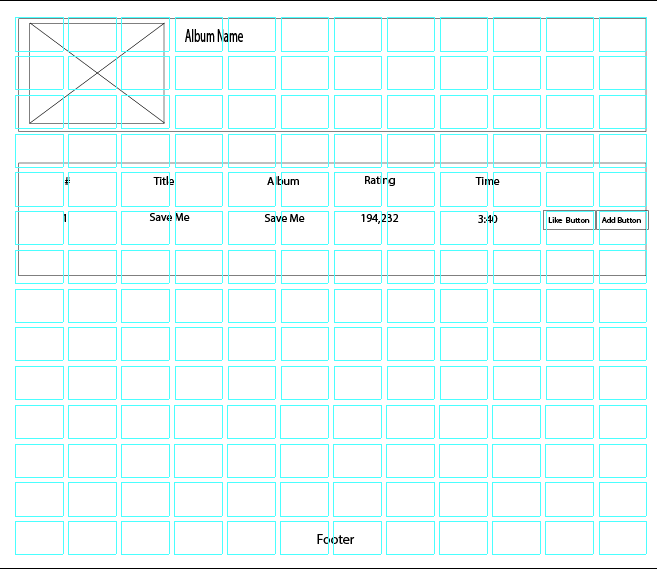 Album Name
# Title Album Rating Time
1 Save Me Save Me 194,232 3:40 Like Button Add Button
Footer